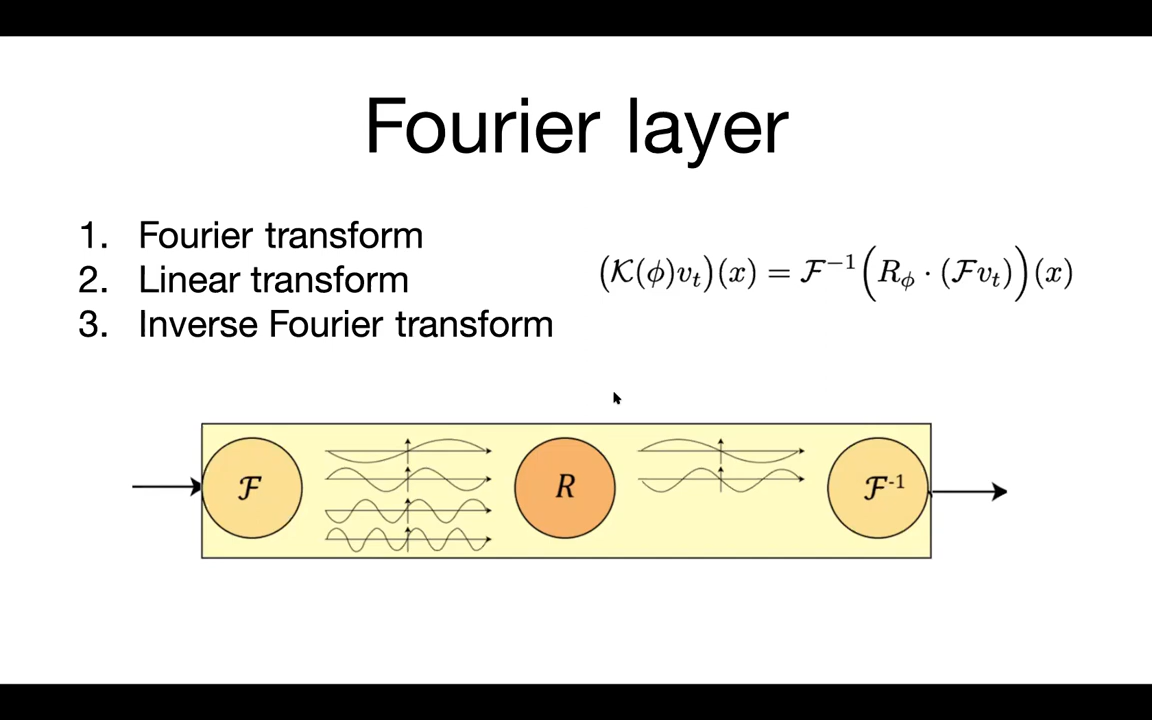 Fourier layer
1. Fourier transform
2. Linear transform
3. Inverse Fourier transform
(𝒦(ϕ)v_t)(x) = ℱ⁻¹(R_ϕ · (ℱv_t))(x)
ℱ R ℱ⁻¹